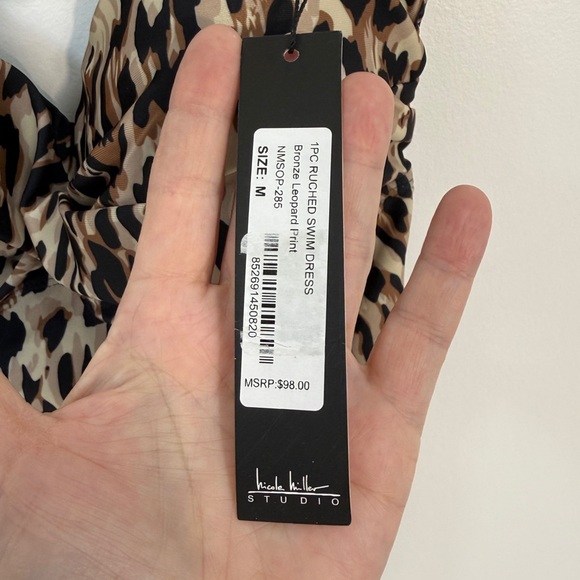 1PC RUCHED SWIM DRESS
Bronze Leopard Print
NMSOP-285
SIZE: M
852691450820
MSRP:$98.00
nicole miller
STUDIO